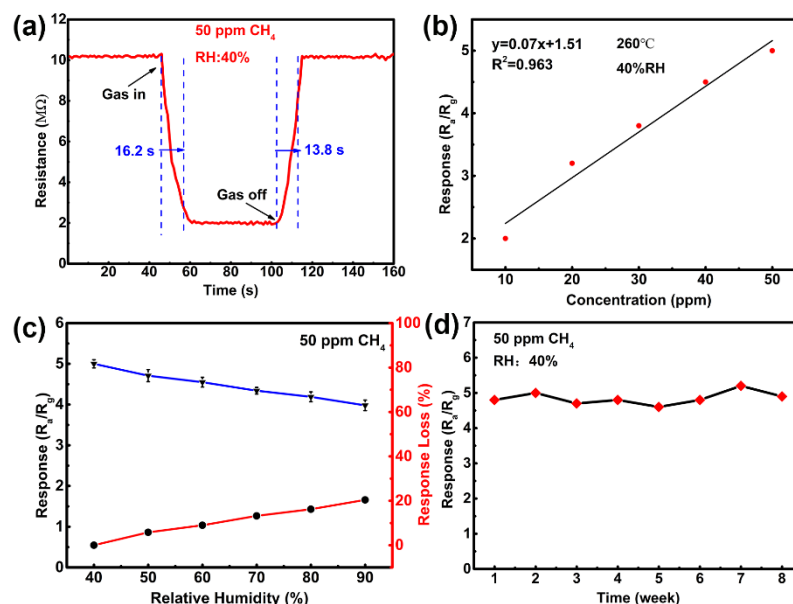 (a)
50 ppm CH₄
RH:40%
Gas in
16.2 s
13.8 s
Gas off
Resistance (MΩ)
12
10
8
6
4
2
0
20 40 60 80 100 120 140 160
Time (s)
(b)
y=0.07x+1.51 260℃
R²=0.963 40%RH
Response (Rₐ/R_g)
5
4
3
2
10 20 30 40 50
Concentration (ppm)
(c)
50 ppm CH₄
Response (Rₐ/R_g)
6
5
4
3
2
1
0
Response Loss (%)
100
80
60
40
20
0
40 50 60 70 80 90
Relative Humidity (%)
(d)
50 ppm CH₄
RH：40%
Response (Rₐ/R_g)
7
6
5
4
3
2
1
0
1 2 3 4 5 6 7 8
Time (week)